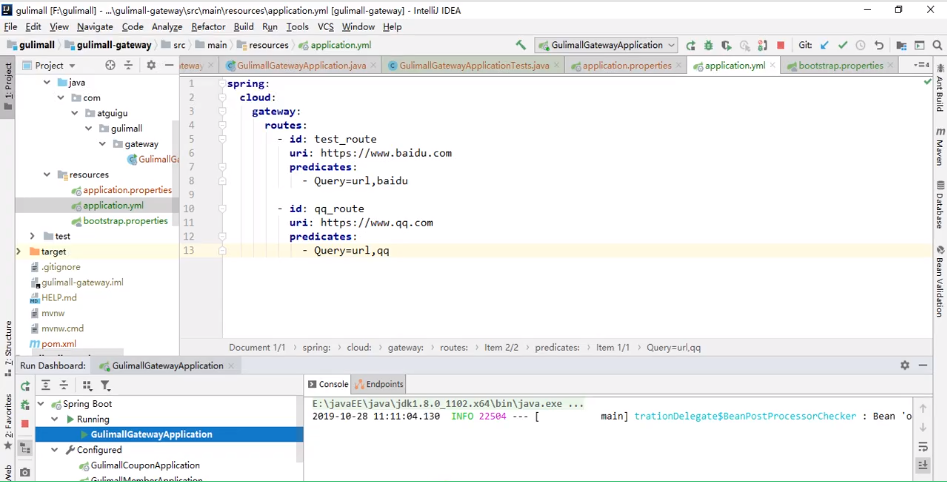 gulimall [F:\gulimall] - ...\gulimall-gateway\src\main\resources\application.yml [gulimall-gateway] - IntelliJ IDEA
File Edit View Navigate Code Analyze Refactor Build Run Tools VCS Window Help
gulimall gulimall-gateway src main resources application.yml GulimallGatewayApplication Git:
Project
teway GulimallGatewayApplication.java GulimallGatewayApplicationTests.java application.properties application.yml bootstrap.properties
1: Project
java
com
atguigu
gulimall
gateway
GulimallGa
resources
application.properties
application.yml
bootstrap.properties
test
target
.gitignore
gulimall-gateway.iml
HELP.md
mvnw
mvnw.cmd
pom.xml
1 spring:
2 cloud:
3 gateway:
4 routes:
5 - id: test_route
6 uri: https://www.baidu.com
7 predicates:
8 - Query=url,baidu
9
10 - id: qq_route
11 uri: https://www.qq.com
12 predicates:
13 - Query=url,qq
Ant Build
Maven
Database
Bean Validation
Document 1/1 spring: cloud: gateway: routes: Item 2/2 predicates: Item 1/1 Query=url,qq
7: Structure
2: Favorites
Web
Run Dashboard: GulimallGatewayApplication
Spring Boot
Running
GulimallGatewayApplication
Configured
GulimallCouponApplication
GulimallMemberApplication
Console Endpoints
E:\javaEE\java\jdk1.8.0_1102.x64\bin\java.exe ...
2019-10-28 11:11:04.130 INFO 22504 --- [ main] trationDelegate$BeanPostProcessorChecker : Bean 'o